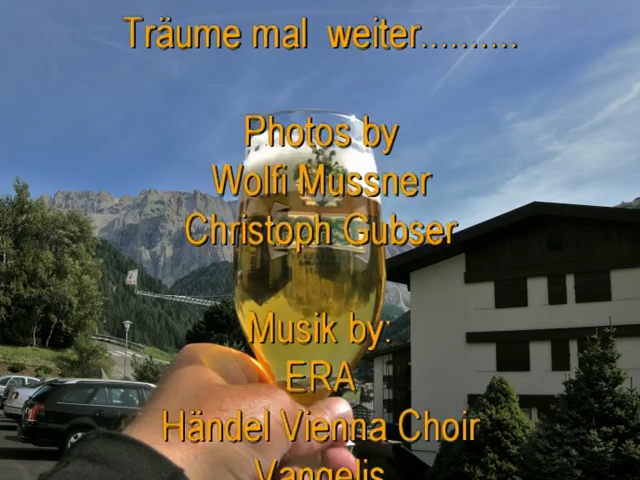 Träume mal weiter..........
Photos by
Wolfi Mussner
Christoph Gubser
Musik by:
ERA
Händel Vienna Choir
Vangelis